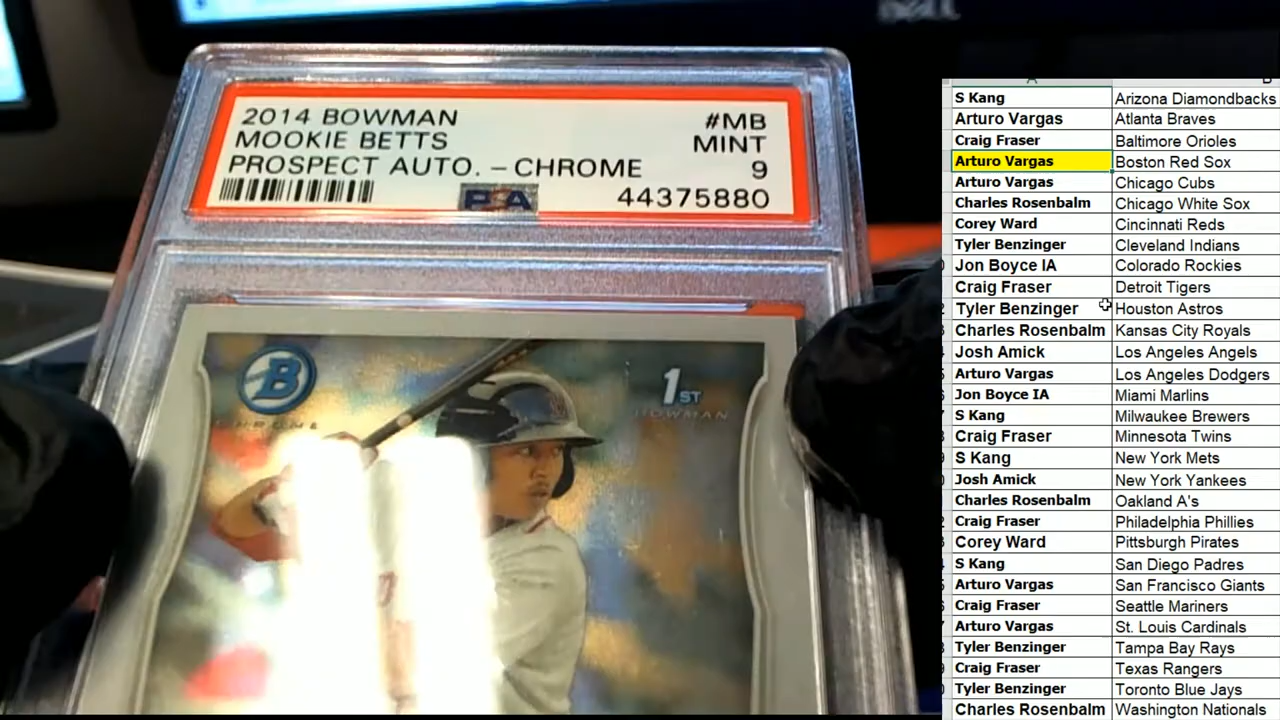 DELL
2014 BOWMAN #MB
MOOKIE BETTS MINT
PROSPECT AUTO. – CHROME 9
PSA 44375880
B 1ST
CHROME BOWMAN
A B
S Kang Arizona Diamondbacks
Arturo Vargas Atlanta Braves
Craig Fraser Baltimore Orioles
Arturo Vargas Boston Red Sox
Arturo Vargas Chicago Cubs
Charles Rosenbalm Chicago White Sox
Corey Ward Cincinnati Reds
Tyler Benzinger Cleveland Indians
Jon Boyce IA Colorado Rockies
Craig Fraser Detroit Tigers
Tyler Benzinger Houston Astros
Charles Rosenbalm Kansas City Royals
Josh Amick Los Angeles Angels
Arturo Vargas Los Angeles Dodgers
Jon Boyce IA Miami Marlins
S Kang Milwaukee Brewers
Craig Fraser Minnesota Twins
S Kang New York Mets
Josh Amick New York Yankees
Charles Rosenbalm Oakland A's
Craig Fraser Philadelphia Phillies
Corey Ward Pittsburgh Pirates
S Kang San Diego Padres
Arturo Vargas San Francisco Giants
Craig Fraser Seattle Mariners
Arturo Vargas St. Louis Cardinals
Tyler Benzinger Tampa Bay Rays
Craig Fraser Texas Rangers
Tyler Benzinger Toronto Blue Jays
Charles Rosenbalm Washington Nationals